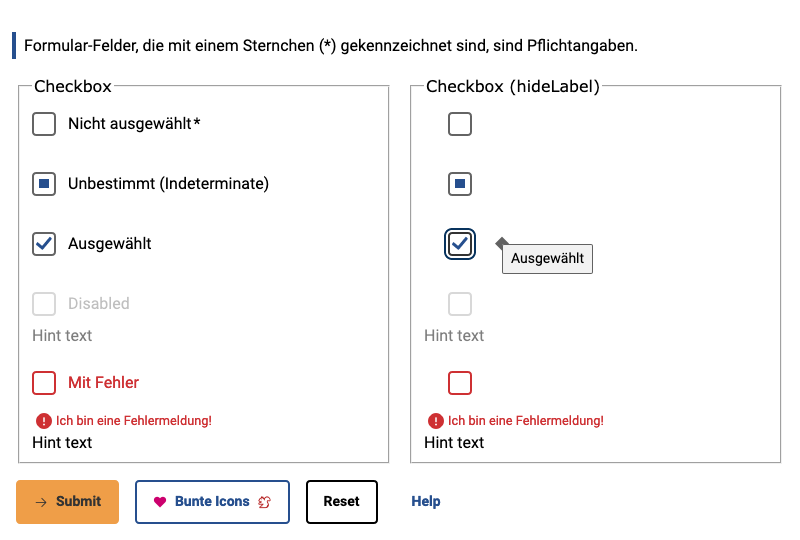 Formular-Felder, die mit einem Sternchen (*) gekennzeichnet sind, sind Pflichtangaben.
Checkbox
Nicht ausgewählt*
Unbestimmt (Indeterminate)
Ausgewählt
Disabled
Hint text
Mit Fehler
Ich bin eine Fehlermeldung!
Hint text
Checkbox (hideLabel)
Ausgewählt
Hint text
Ich bin eine Fehlermeldung!
Hint text
Submit
Bunte Icons
Reset
Help